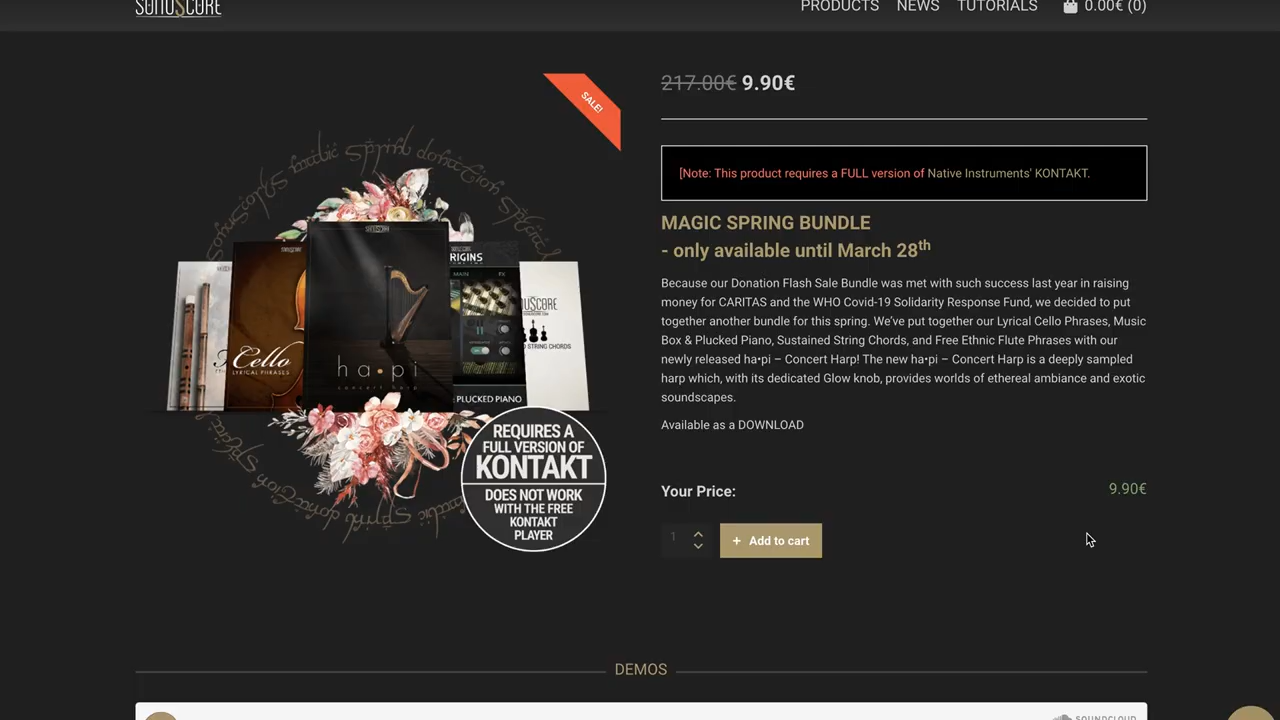 SONUSCORE
PRODUCTS NEWS TUTORIALS 0.00€ (0)
217.00€ 9.90€
SALE!
[Note: This product requires a FULL version of Native Instruments' KONTAKT.
MAGIC SPRING BUNDLE
- only available until March 28th
Because our Donation Flash Sale Bundle was met with such success last year in raising
money for CARITAS and the WHO Covid-19 Solidarity Response Fund, we decided to put
together another bundle for this spring. We've put together our Lyrical Cello Phrases, Music
Box & Plucked Piano, Sustained String Chords, and Free Ethnic Flute Phrases with our
newly released ha•pi – Concert Harp! The new ha•pi – Concert Harp is a deeply sampled
harp which, with its dedicated Glow knob, provides worlds of ethereal ambiance and exotic
soundscapes.
Available as a DOWNLOAD
Your Price: 9.90€
1
+ Add to cart
RIGINS
MAIN FX
Cello
LYRICAL PHRASES
ha•pi
concert harp
PLUCKED PIANO
STRING CHORDS
REQUIRES A
FULL VERSION OF
KONTAKT
DOES NOT WORK
WITH THE FREE
KONTAKT
PLAYER
DEMOS
SOUNDCLOUD